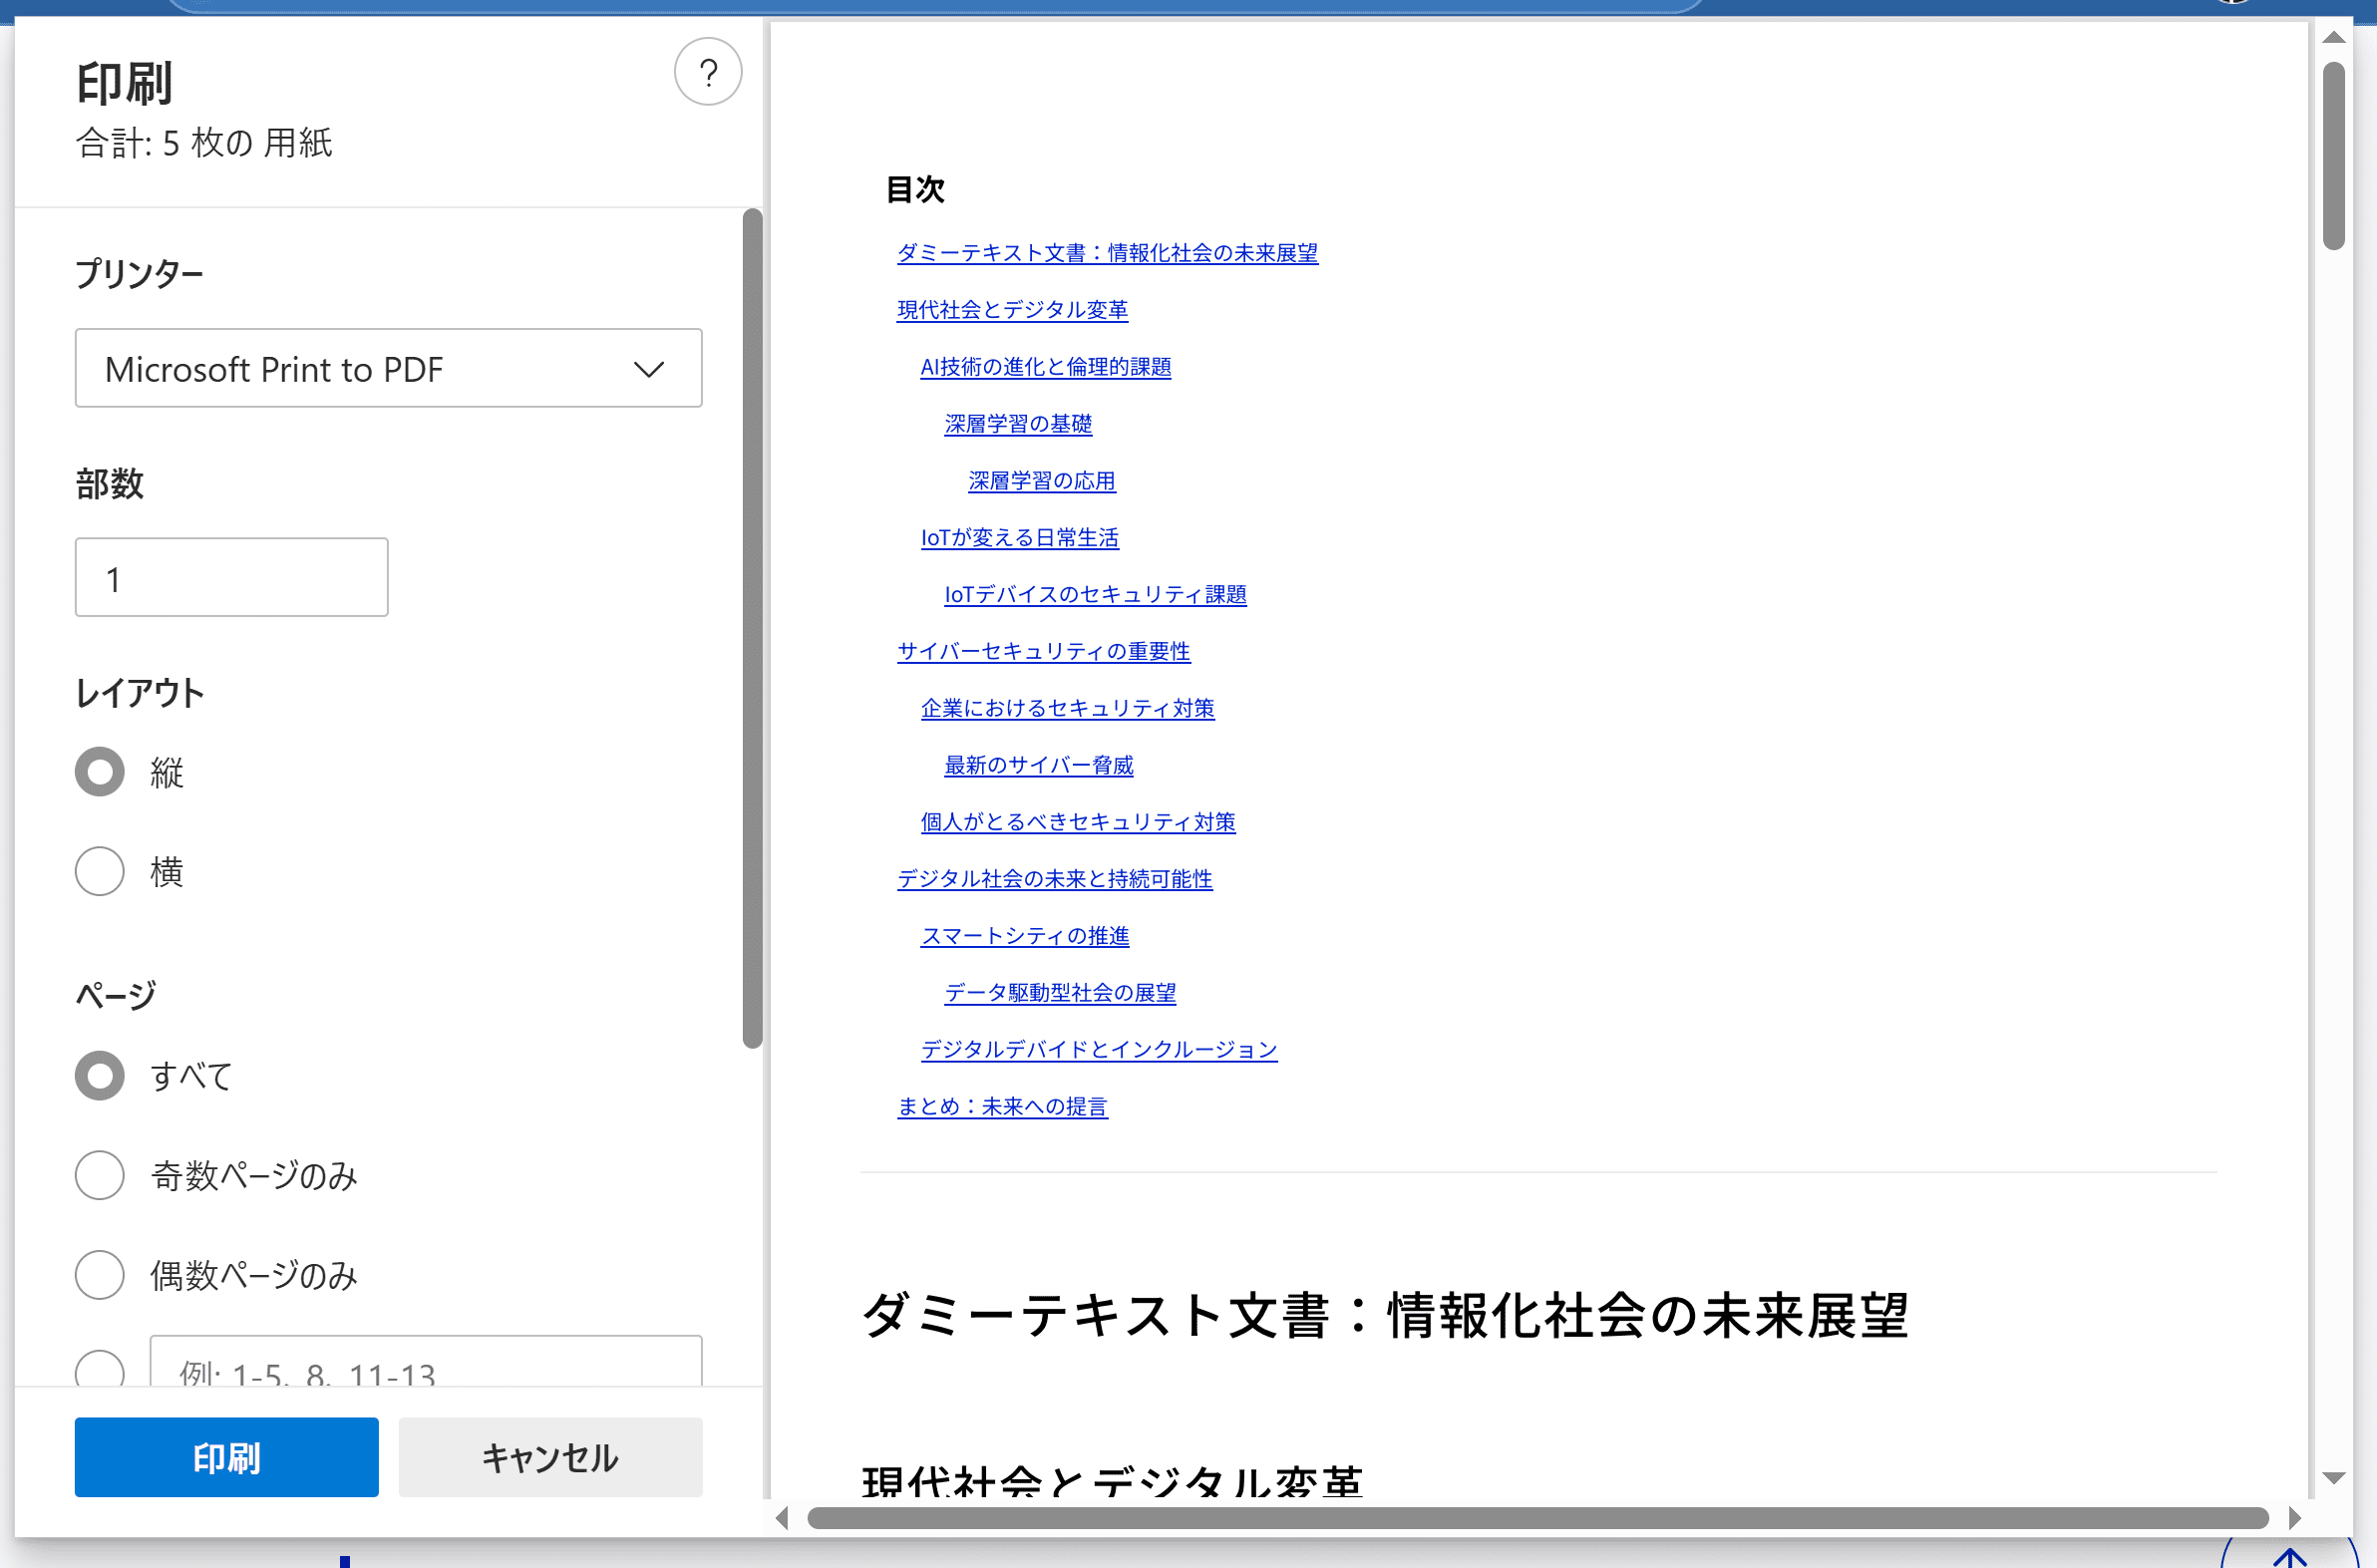 印刷
?
合計: 5 枚の 用紙
プリンター
Microsoft Print to PDF
部数
1
レイアウト
縦
横
ページ
すべて
奇数ページのみ
偶数ページのみ
例: 1-5、8、11-13
印刷
キャンセル
目次
ダミーテキスト文書：情報化社会の未来展望
現代社会とデジタル変革
AI技術の進化と倫理的課題
深層学習の基礎
深層学習の応用
IoTが変える日常生活
IoTデバイスのセキュリティ課題
サイバーセキュリティの重要性
企業におけるセキュリティ対策
最新のサイバー脅威
個人がとるべきセキュリティ対策
デジタル社会の未来と持続可能性
スマートシティの推進
データ駆動型社会の展望
デジタルデバイドとインクルージョン
まとめ：未来への提言
ダミーテキスト文書：情報化社会の未来展望
現代社会とデジタル変革